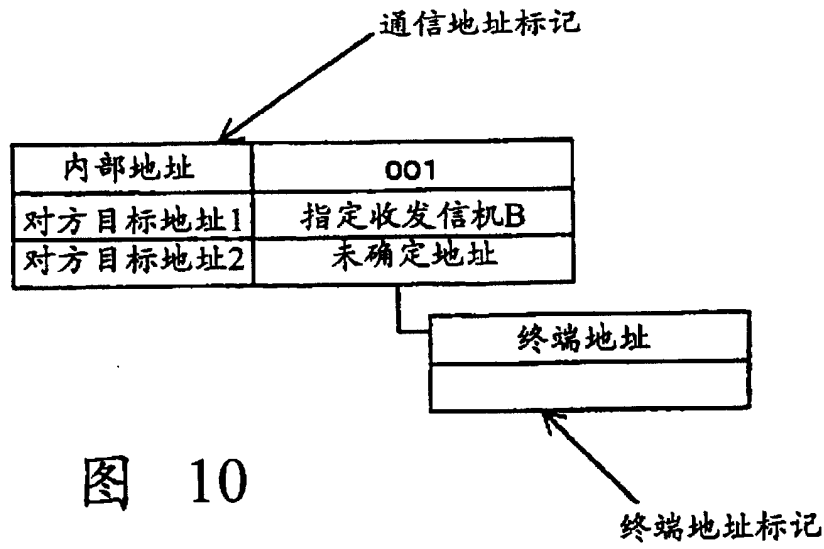 通信地址标记
内部地址 001
对方目标地址1 指定收发信机B
对方目标地址2 未确定地址
终端地址
图 10
终端地址标记